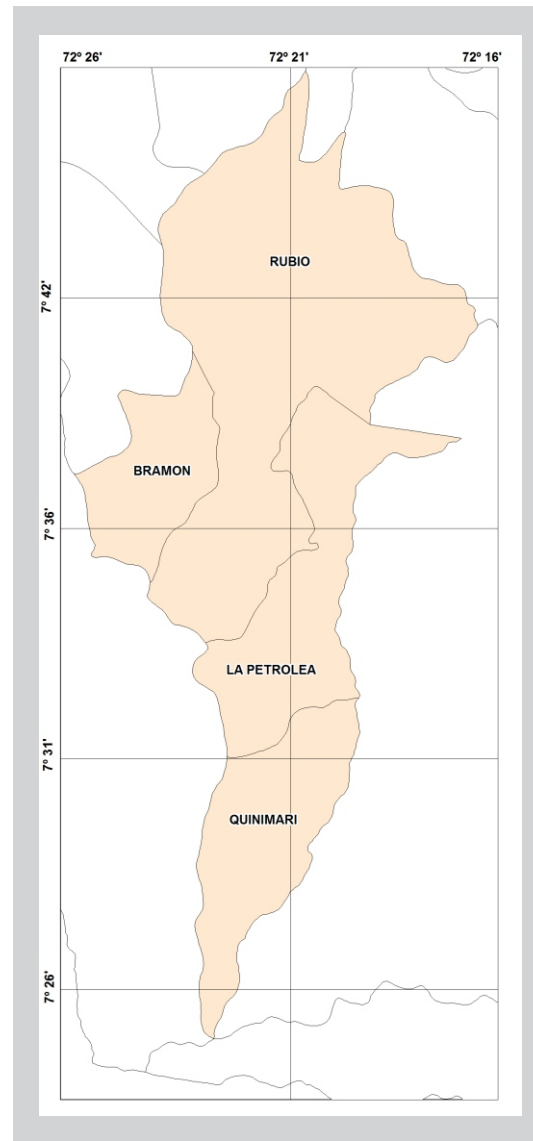 72º 26' 72º 21' 72º 16'
RUBIO
7º 42'
BRAMON
7º 36'
LA PETROLEA
7º 31'
QUINIMARI
7º 26'